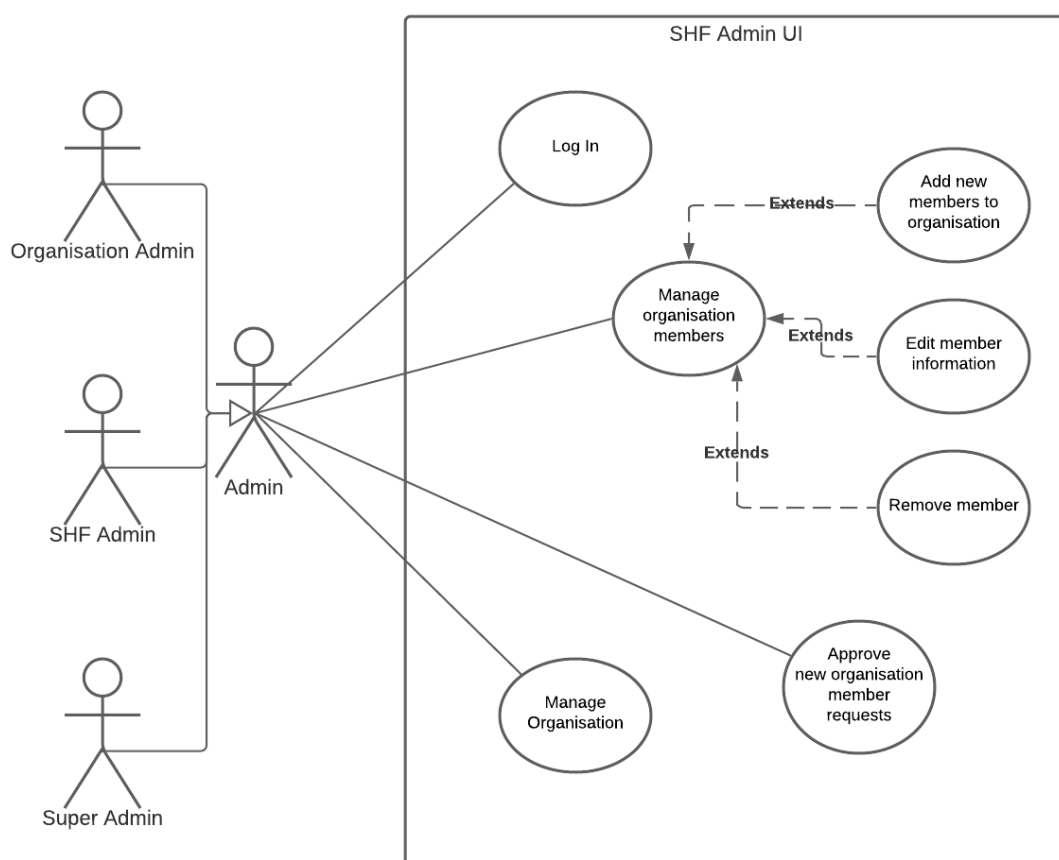 SHF Admin UI
Organisation Admin
SHF Admin
Super Admin
Admin
Log In
Manage
organisation
members
Extends
Add new
members to
organisation
Extends
Edit member
information
Extends
Remove member
Approve
new organisation
member
requests
Manage
Organisation